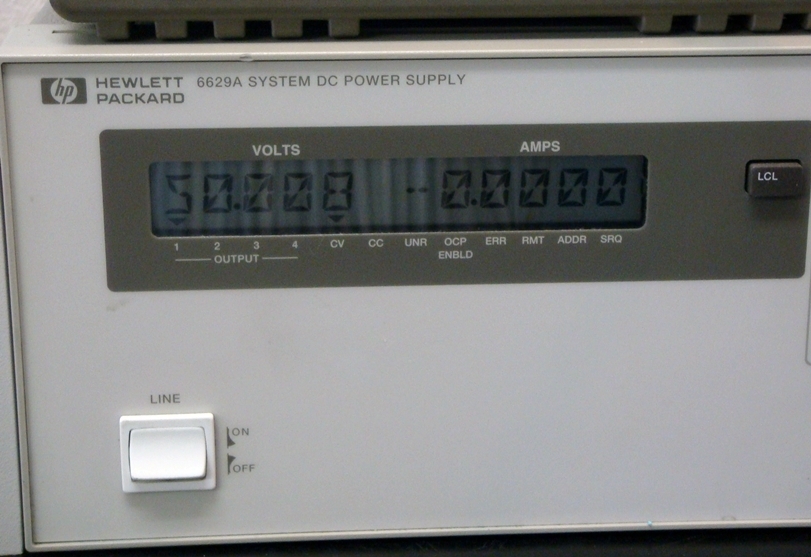 hp HEWLETT PACKARD 6629A SYSTEM DC POWER SUPPLY
VOLTS AMPS
50.008 -0.0000
LCL
1 2 3 4 CV CC UNR OCP ENBLD ERR RMT ADDR SRQ
OUTPUT
LINE
ON
OFF